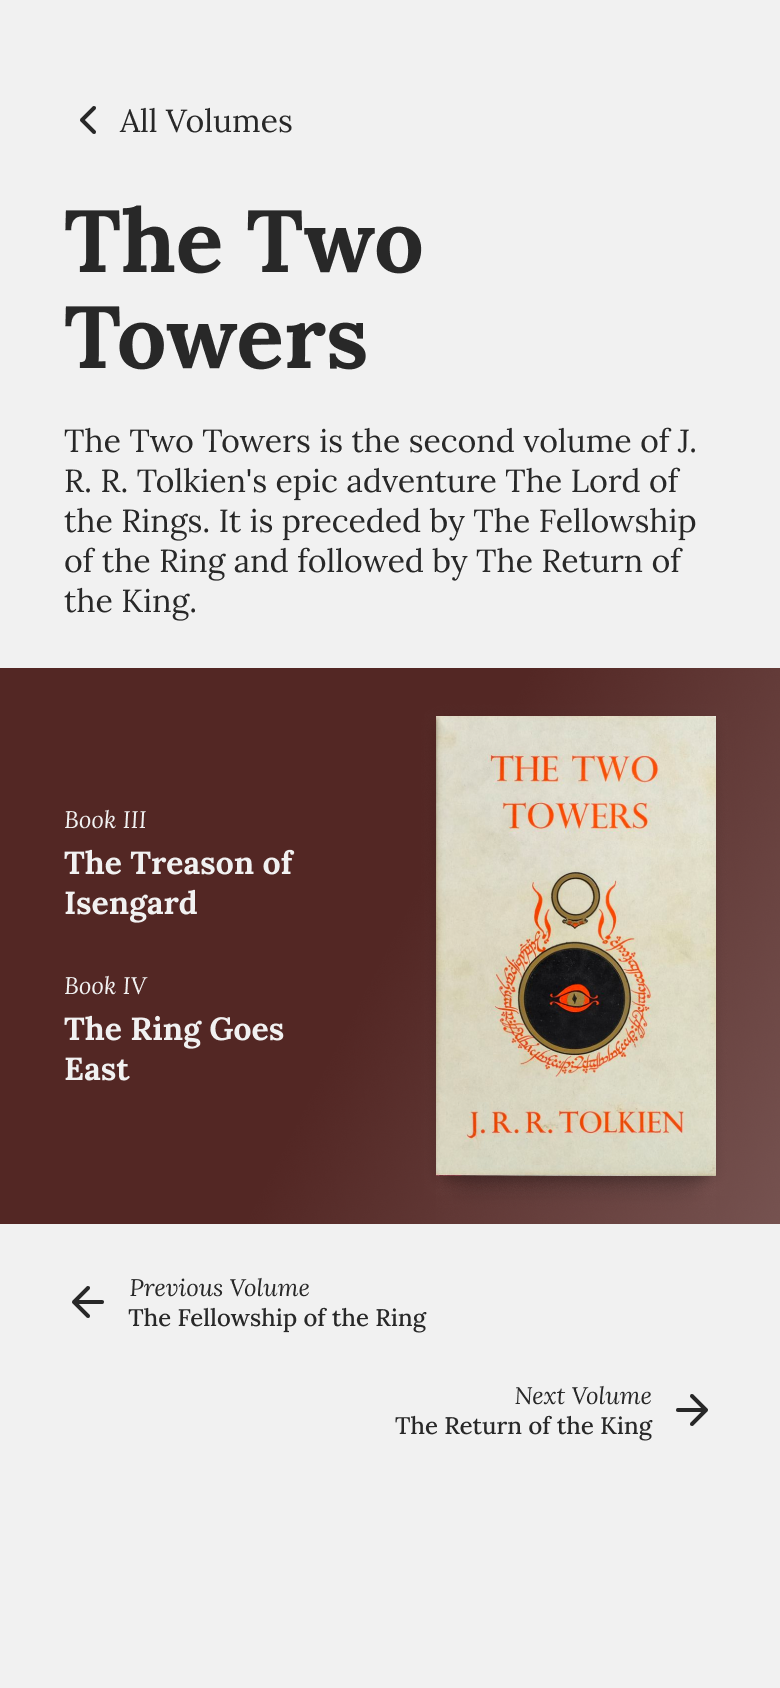 All Volumes
The Two
Towers
The Two Towers is the second volume of J.
R. R. Tolkien's epic adventure The Lord of
the Rings. It is preceded by The Fellowship
of the Ring and followed by The Return of
the King.
Book III
The Treason of
Isengard
Book IV
The Ring Goes
East
THE TWO
TOWERS
J. R. R. TOLKIEN
Previous Volume
The Fellowship of the Ring
Next Volume
The Return of the King